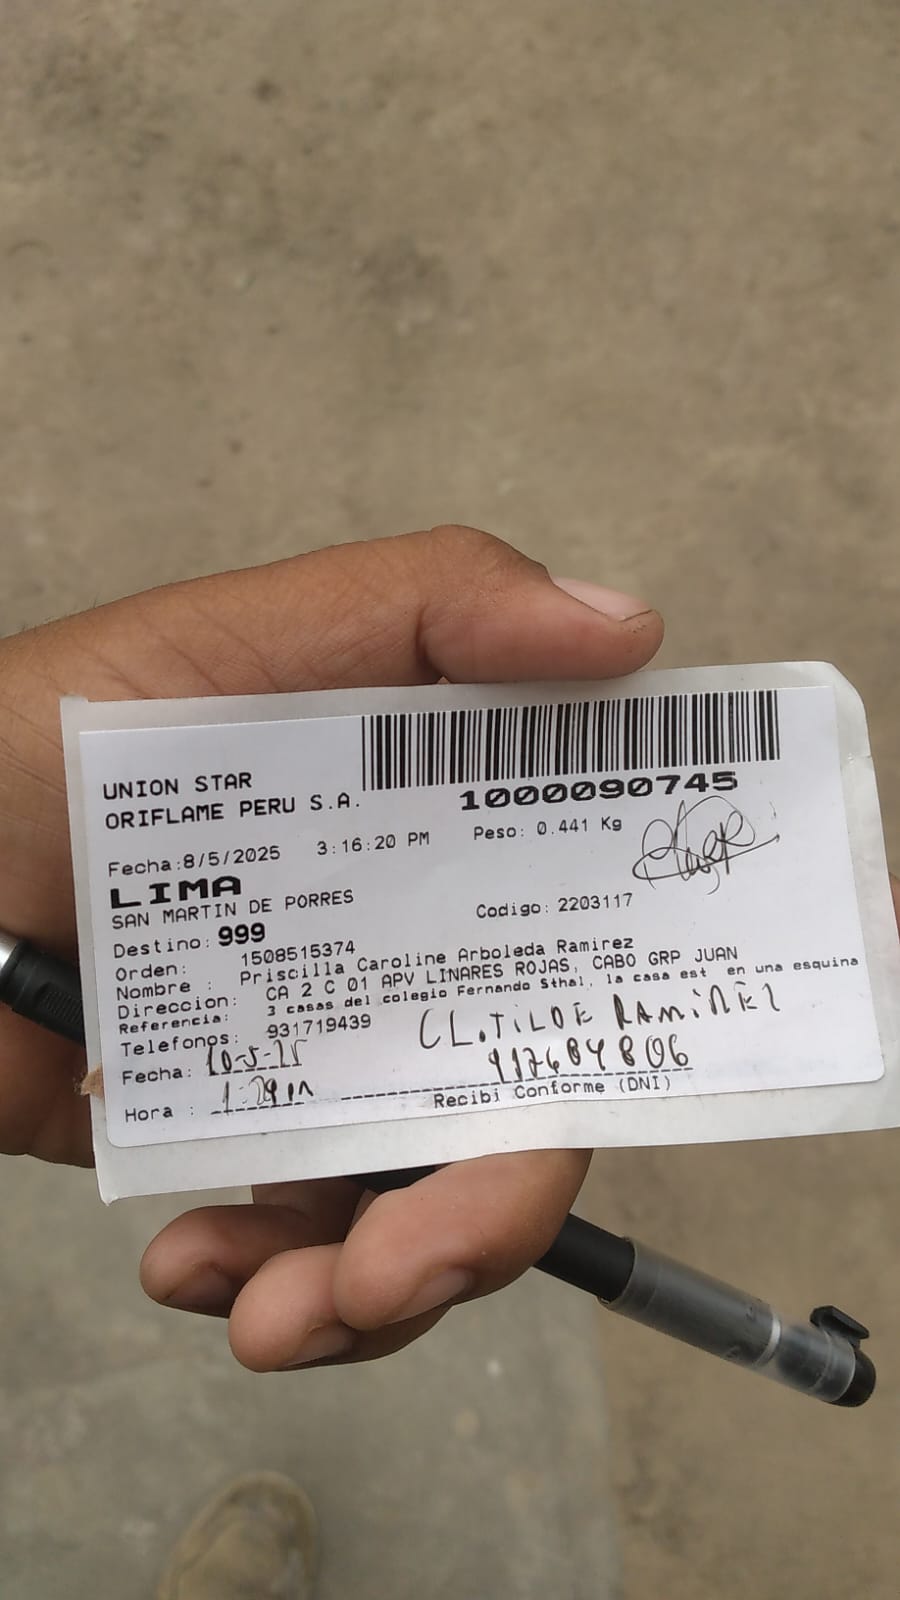 UNION STAR
ORIFLAME PERU S.A.
1000090745
Fecha:8/5/2025 3:16:20 PM Peso: 0.441 Kg
LIMA
SAN MARTIN DE PORRES
Destino: 999 Codigo: 2203117
Orden: 1508515374
Nombre : Priscilla Caroline Arboleda Ramirez
Direccion: CA 2 C 01 APV LINARES ROJAS, CABO GRP JUAN
Referencia: 3 casas del colegio Fernando Sthal, la casa est en una esquina
Telefonos: 931719439
CL.TILDE RAMIREZ
Fecha: 10-5-25
Hora :
Recibi Conforme (DNI)